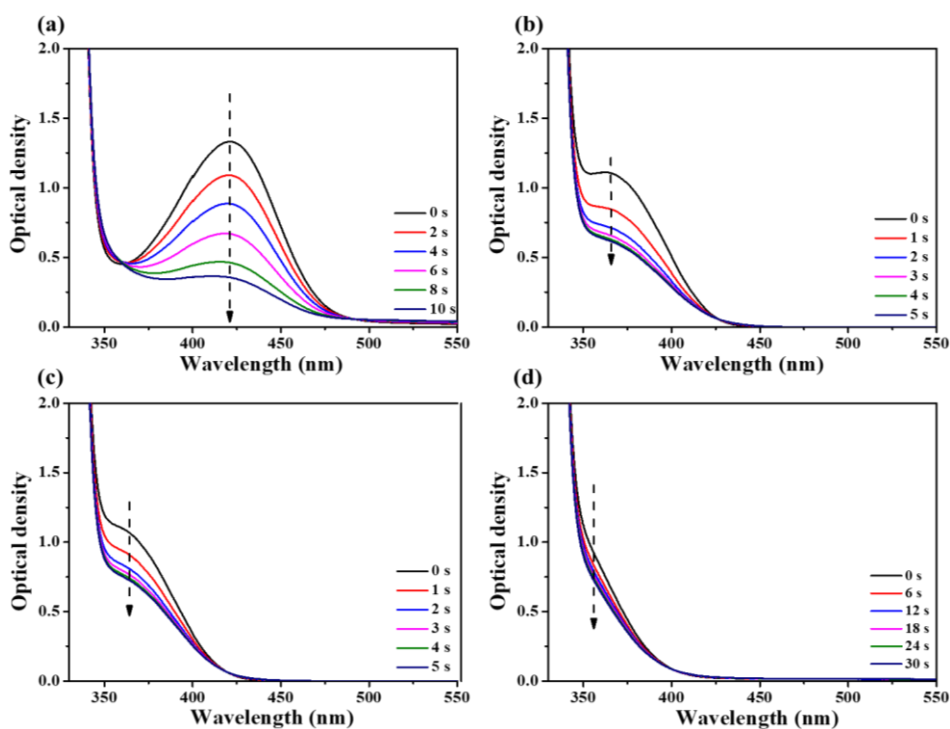 (a)
2.0
1.5
1.0
0.5
0.0
Optical density
350 400 450 500 550
Wavelength (nm)
0 s
2 s
4 s
6 s
8 s
10 s
(b)
2.0
1.5
1.0
0.5
0.0
Optical density
350 400 450 500 550
Wavelength (nm)
0 s
1 s
2 s
3 s
4 s
5 s
(c)
2.0
1.5
1.0
0.5
0.0
Optical density
350 400 450 500 550
Wavelength (nm)
0 s
1 s
2 s
3 s
4 s
5 s
(d)
2.0
1.5
1.0
0.5
0.0
Optical density
350 400 450 500 550
Wavelength (nm)
0 s
6 s
12 s
18 s
24 s
30 s